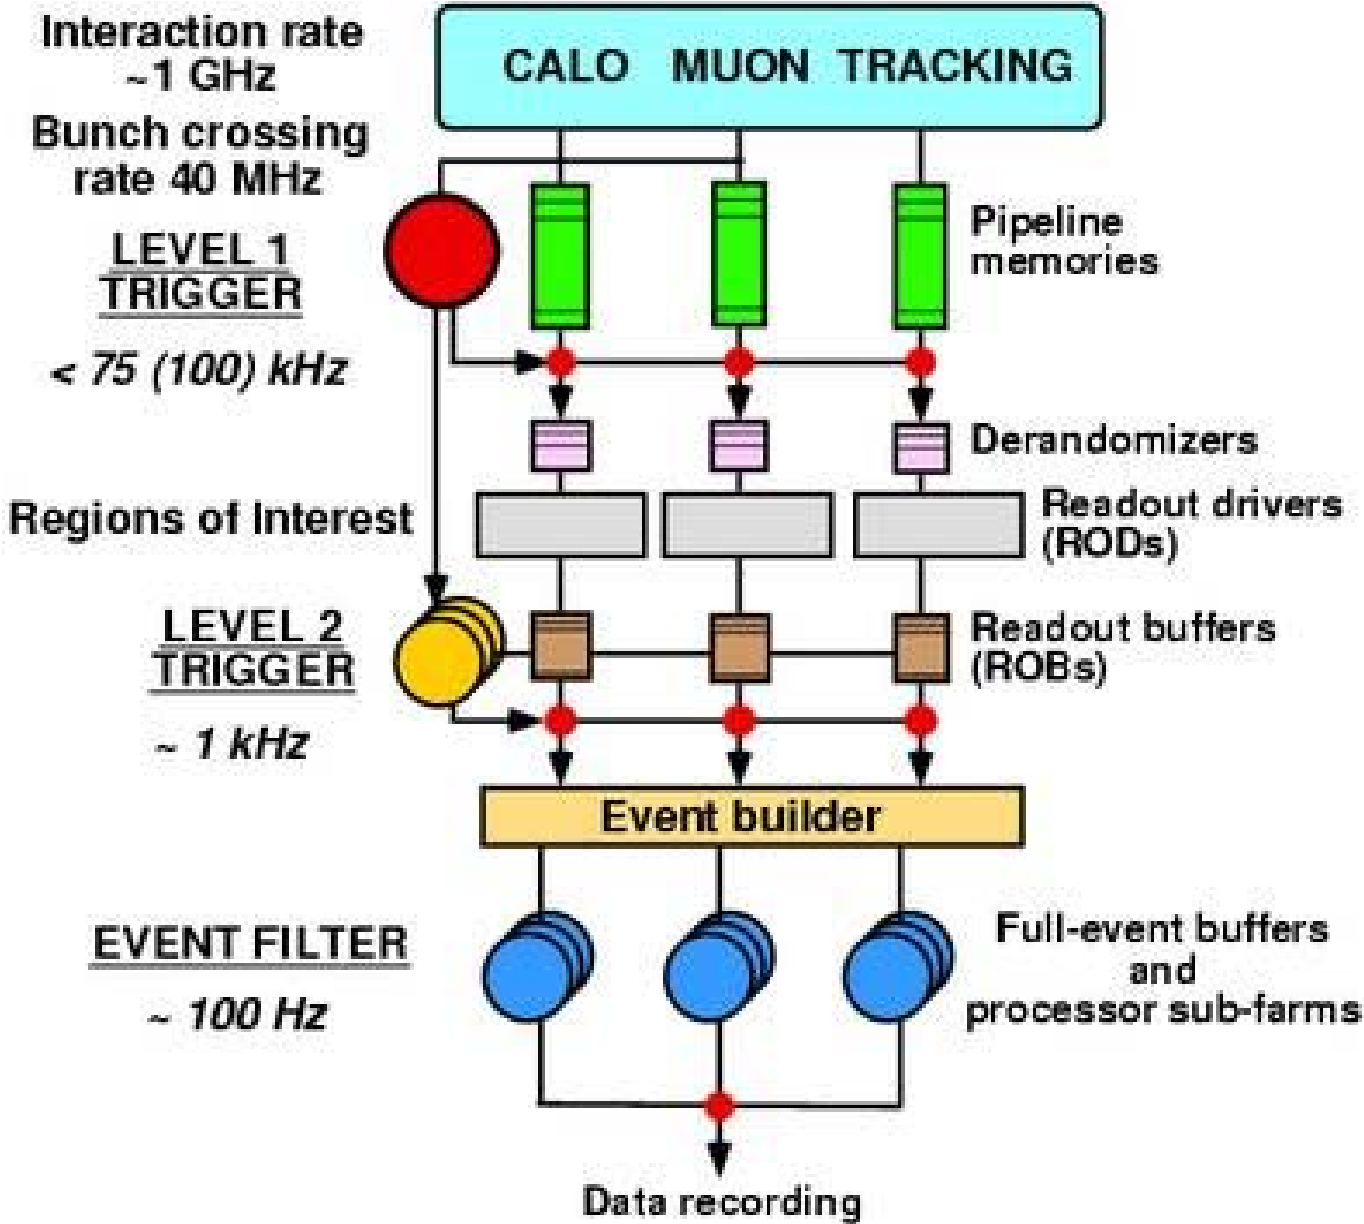 Interaction rate
~1 GHz
Bunch crossing
rate 40 MHz
CALO MUON TRACKING
LEVEL 1
TRIGGER
< 75 (100) kHz
Pipeline
memories
Derandomizers
Regions of Interest
Readout drivers
(RODs)
LEVEL 2
TRIGGER
~ 1 kHz
Readout buffers
(ROBs)
Event builder
EVENT FILTER
~ 100 Hz
Full-event buffers
and
processor sub-farms
Data recording